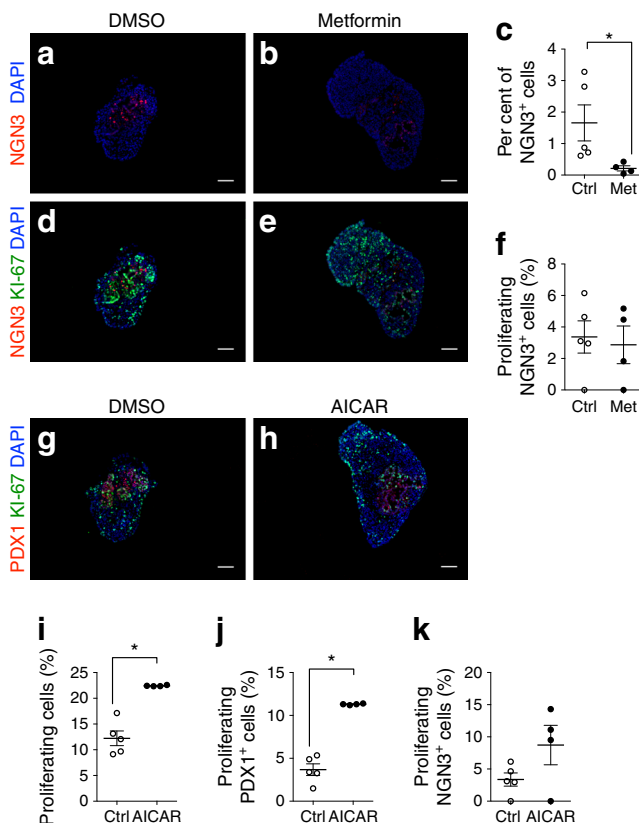 DMSO
Metformin
a
b
c
NGN3 DAPI
Per cent of
NGN3+ cells
*
4
3
2
1
0
Ctrl Met
d
e
f
NGN3 KI-67 DAPI
Proliferating
NGN3+ cells (%)
8
6
4
2
0
Ctrl Met
DMSO
AICAR
g
h
PDX1 KI-67 DAPI
i
j
k
Proliferating cells (%)
*
25
20
15
10
5
0
Ctrl AICAR
Proliferating
PDX1+ cells (%)
*
15
10
5
0
Ctrl AICAR
Proliferating
NGN3+ cells (%)
20
15
10
5
0
Ctrl AICAR